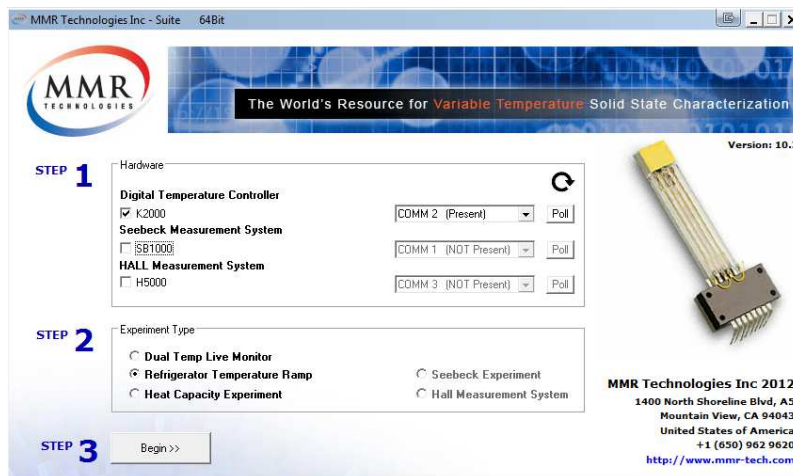 MMR Technologies Inc - Suite 64Bit
MMR
TECHNOLOGIES
The World's Resource for Variable Temperature Solid State Characterization
Version: 10.
STEP 1
Hardware
Digital Temperature Controller
K2000
COMM 2 (Present)
Poll
Seebeck Measurement System
SB1000
COMM 1 (NOT Present)
Poll
HALL Measurement System
H5000
COMM 3 (NOT Present)
Poll
STEP 2
Experiment Type
Dual Temp Live Monitor
Refrigerator Temperature Ramp
Seebeck Experiment
Heat Capacity Experiment
Hall Measurement System
MMR Technologies Inc 2012
1400 North Shoreline Blvd, A5
Mountain View, CA 94043
United States of America
+1 (650) 962 9620
http://www.mmr-tech.com
STEP 3
Begin >>